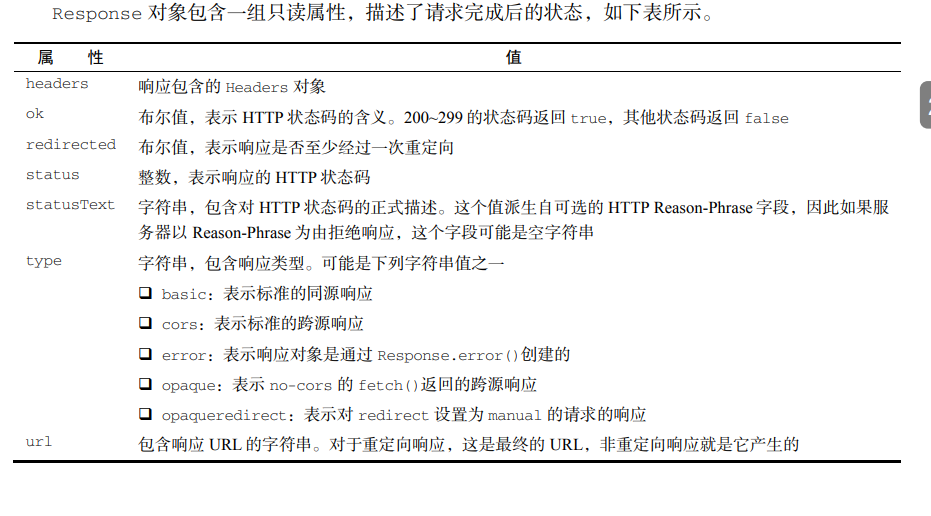 Response 对象包含一组只读属性，描述了请求完成后的状态，如下表所示。
属 性 值
headers 响应包含的 Headers 对象
ok 布尔值，表示 HTTP 状态码的含义。200~299 的状态码返回 true，其他状态码返回 false
redirected 布尔值，表示响应是否至少经过一次重定向
status 整数，表示响应的 HTTP 状态码
statusText 字符串，包含对 HTTP 状态码的正式描述。这个值派生自可选的 HTTP Reason-Phrase 字段，因此如果服
务器以 Reason-Phrase 为由拒绝响应，这个字段可能是空字符串
type 字符串，包含响应类型。可能是下列字符串值之一
❑ basic：表示标准的同源响应
❑ cors：表示标准的跨源响应
❑ error：表示响应对象是通过 Response.error()创建的
❑ opaque：表示 no-cors 的 fetch()返回的跨源响应
❑ opaqueredirect：表示对 redirect 设置为 manual 的请求的响应
url 包含响应 URL 的字符串。对于重定向响应，这是最终的 URL，非重定向响应就是它产生的